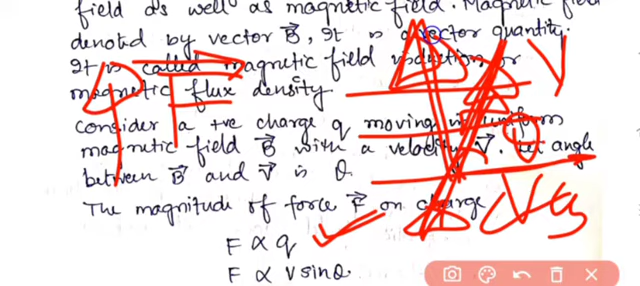 field as well as magnetic field. Magnetic fie
denoted by vector B⃗, It is a vector quantity.
It is called magnetic field induction or
magnetic flux density
Consider a +ve charge q moving in uniform
magnetic field B⃗ with a velocity V⃗. Let angle
between B⃗ and V⃗ is θ
The magnitude of force F⃗ on charge
F ∝ q
F ∝ V sinθ
q F
V
θ